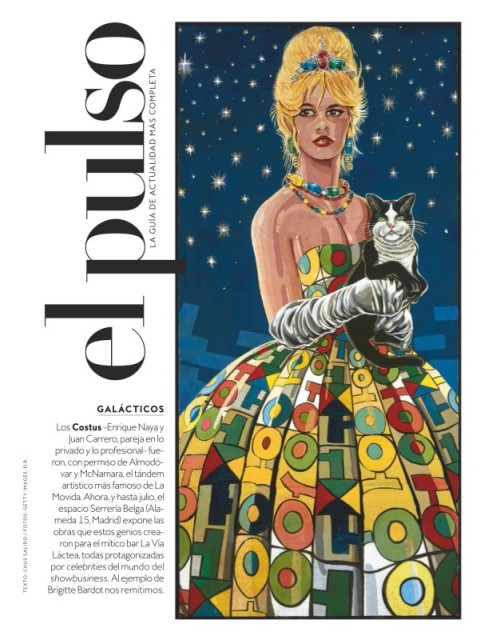 el pulso
LA GUÍA DE ACTUALIDAD MÁS COMPLETA
GALÁCTICOS
Los Costus –Enrique Naya y
Juan Carrero, pareja en lo
privado y lo profesional– fue-
ron, con permiso de Almodó-
var y McNamara, el tándem
artístico más famoso de La
Movida. Ahora, y hasta julio, el
espacio Serrería Belga (Ala-
meda 15, Madrid) expone las
obras que estos genios crea-
ron para el mítico bar La Vía
Láctea, todas protagonizadas
por celebrities del mundo del
showbusiness. Al ejemplo de
Brigitte Bardot nos remitimos.
TEXTO: CHUS SALIDO / FOTOS: GETTY IMAGES, D.R.